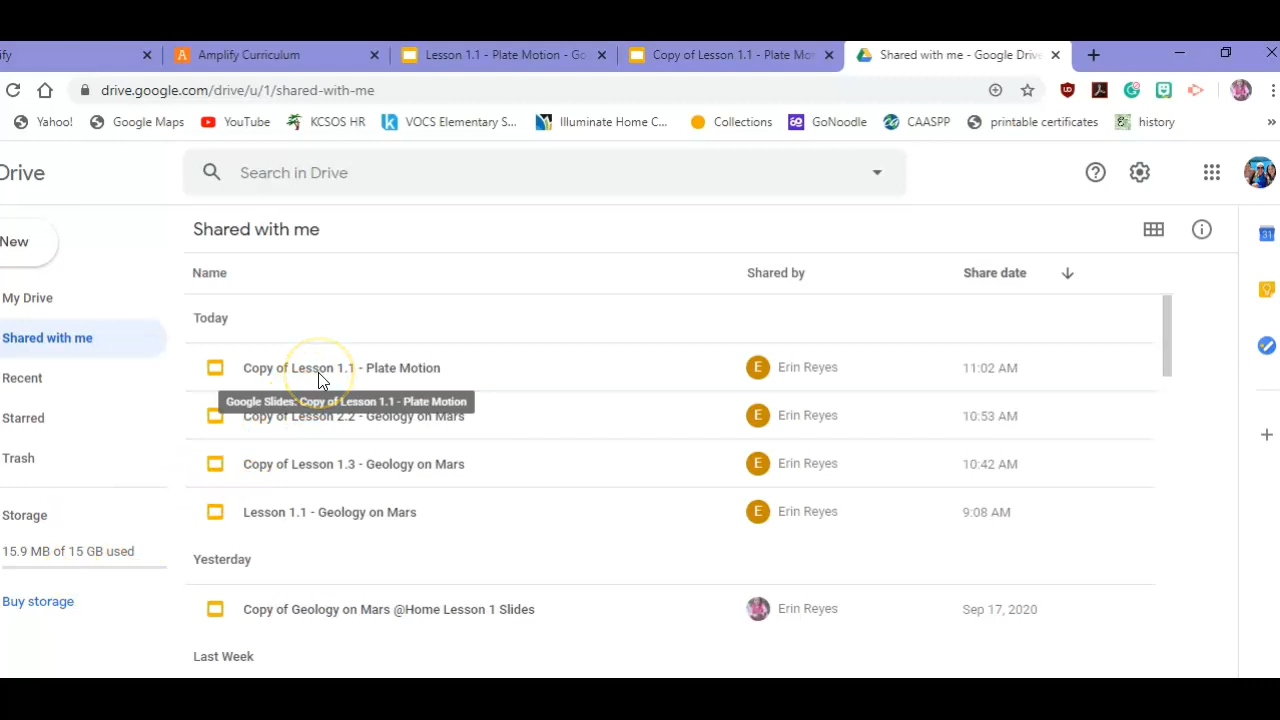 fy
Amplify Curriculum
Lesson 1.1 - Plate Motion - Go
Copy of Lesson 1.1 - Plate Mot
Shared with me - Google Drive
drive.google.com/drive/u/1/shared-with-me
Yahoo!
Google Maps
YouTube
KCSOS HR
VOCS Elementary S...
Illuminate Home C...
Collections
GoNoodle
CAASPP
printable certificates
history
»
Drive
Search in Drive
New
Shared with me
Name
Shared by
Share date
My Drive
Shared with me
Recent
Starred
Trash
Storage
15.9 MB of 15 GB used
Buy storage
Today
Copy of Lesson 1.1 - Plate Motion
E
Erin Reyes
11:02 AM
Google Slides: Copy of Lesson 1.1 - Plate Motion
Copy of Lesson 2.2 - Geology on Mars
E
Erin Reyes
10:53 AM
Copy of Lesson 1.3 - Geology on Mars
E
Erin Reyes
10:42 AM
Lesson 1.1 - Geology on Mars
E
Erin Reyes
9:08 AM
Yesterday
Copy of Geology on Mars @Home Lesson 1 Slides
Erin Reyes
Sep 17, 2020
Last Week
31